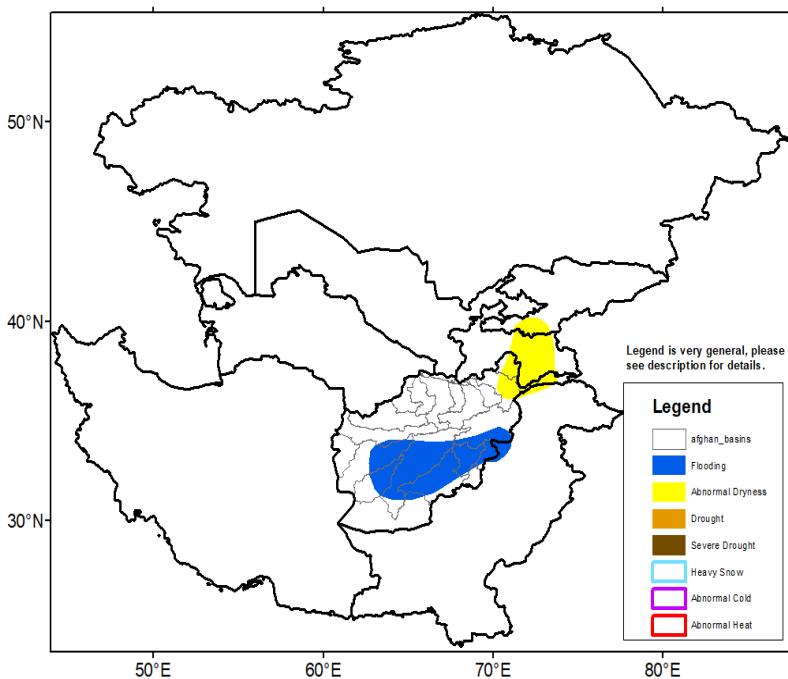 50°N
40°N
30°N
50°E
60°E
70°E
80°E
Legend is very general, please
see description for details.
Legend
afghan_basins
Flooding
Abnormal Dryness
Drought
Severe Drought
Heavy Snow
Abnormal Cold
Abnormal Heat